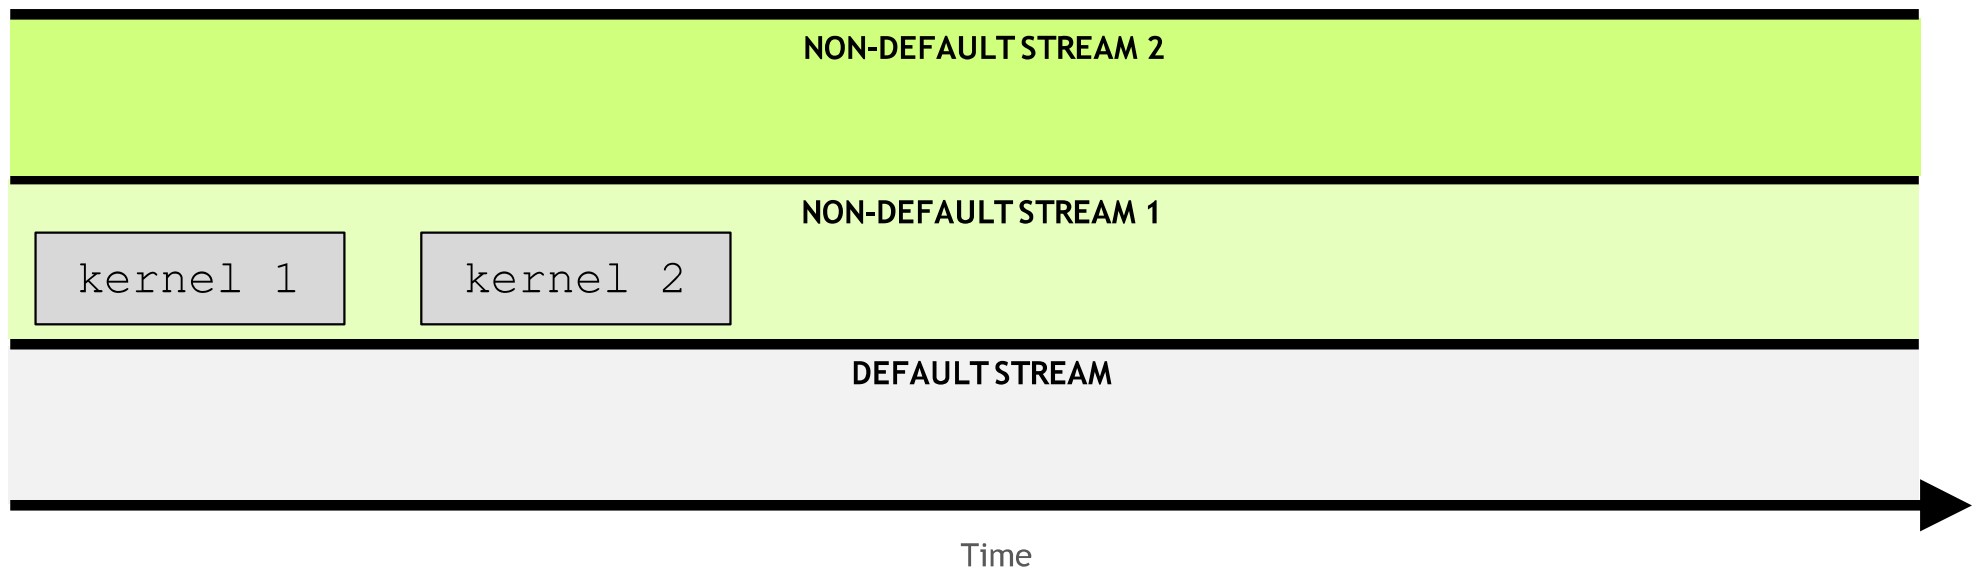 NON-DEFAULT STREAM 2
NON-DEFAULT STREAM 1
kernel 1 kernel 2
DEFAULT STREAM
Time